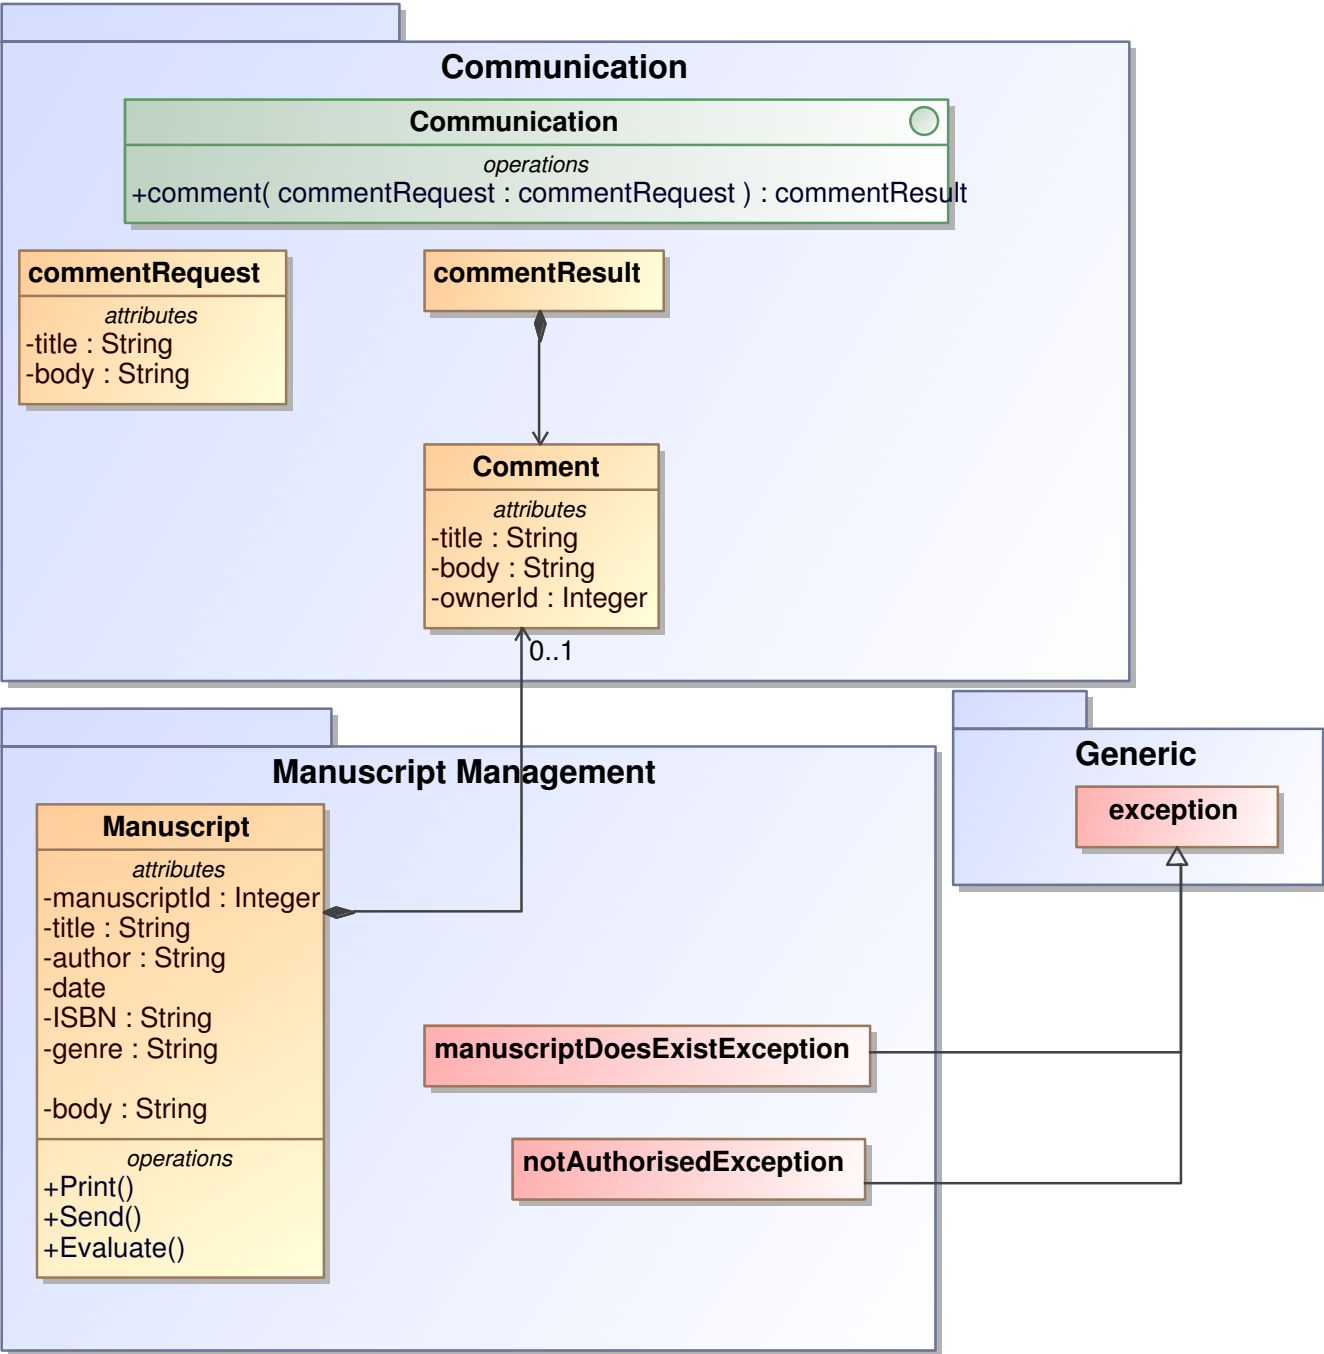 Communication
Communication
operations
+comment( commentRequest : commentRequest ) : commentResult
commentRequest
attributes
-title : String
-body : String
commentResult
Comment
attributes
-title : String
-body : String
-ownerId : Integer
0..1
Manuscript Management
Manuscript
attributes
-manuscriptId : Integer
-title : String
-author : String
-date
-ISBN : String
-genre : String
-body : String
operations
+Print()
+Send()
+Evaluate()
manuscriptDoesExistException
notAuthorisedException
Generic
exception